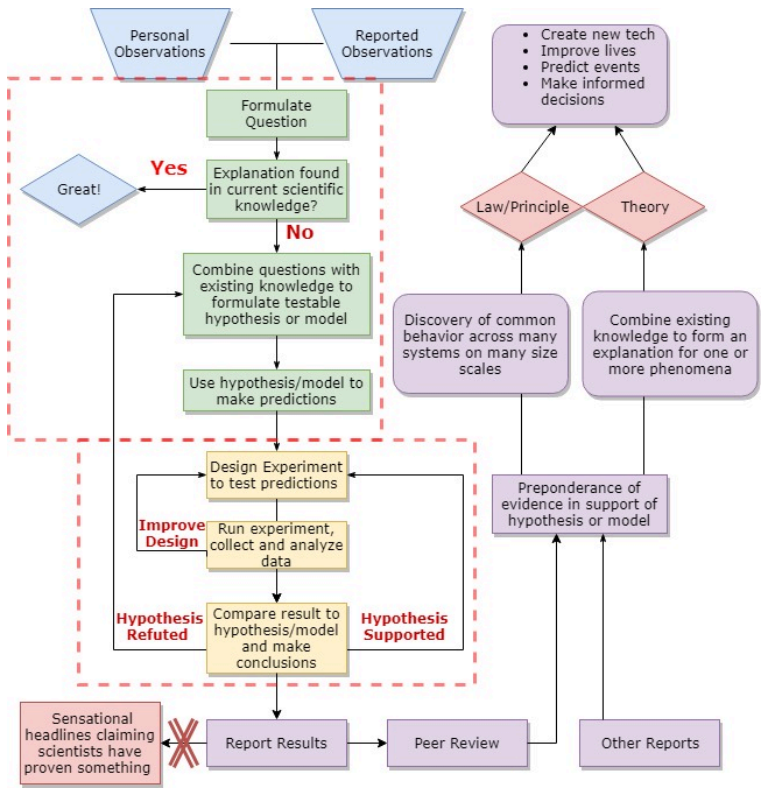 Personal
Observations
Reported
Observations
Formulate
Question
Yes
Great!
Explanation found
in current scientific
knowledge?
No
Combine questions with
existing knowledge to
formulate testable
hypothesis or model
Use hypothesis/model to
make predictions
Design Experiment
to test predictions
Improve
Design
Run experiment,
collect and analyze
data
Hypothesis
Refuted
Compare result to
hypothesis/model
and make
conclusions
Hypothesis
Supported
Sensational
headlines claiming
scientists have
proven something
Report Results
Peer Review
Other Reports
Preponderance of
evidence in support of
hypothesis or model
Discovery of common
behavior across many
systems on many size
scales
Combine existing
knowledge to form an
explanation for one or
more phenomena
Law/Principle
Theory
• Create new tech
• Improve lives
• Predict events
• Make informed
decisions